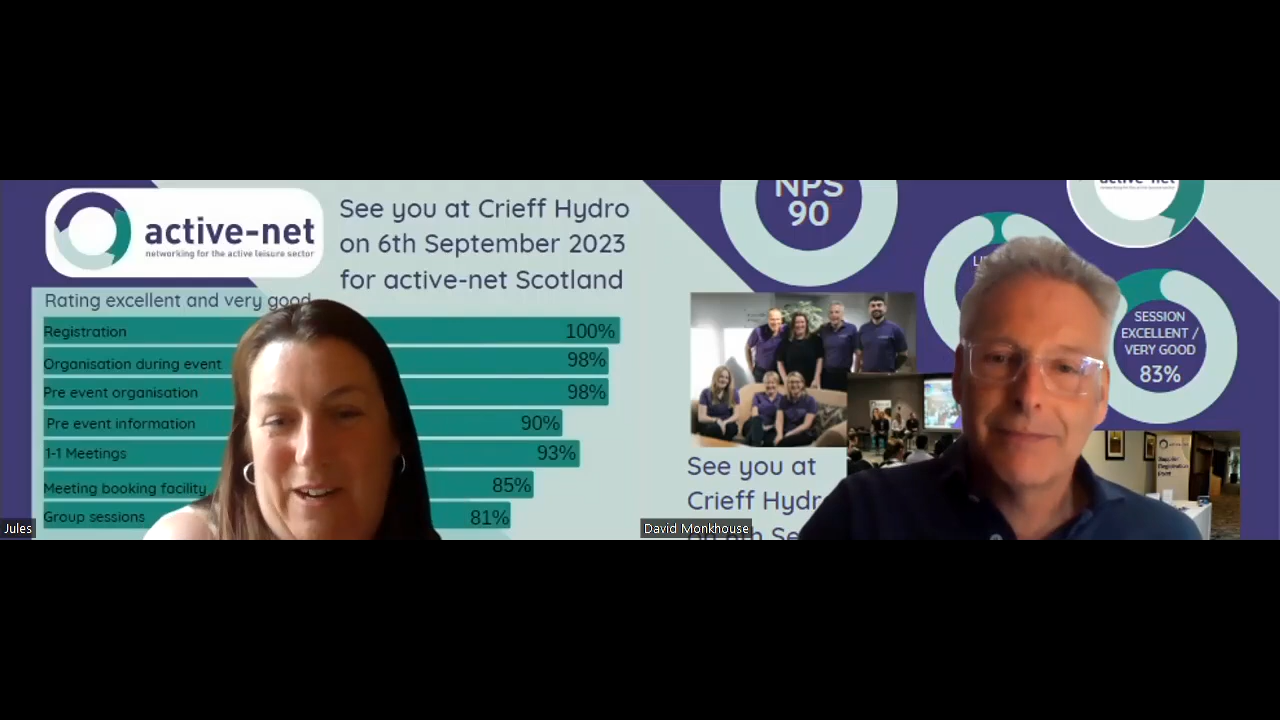 active-net
networking for the active leisure sector
See you at Crieff Hydro
on 6th September 2023
for active-net Scotland
Rating excellent and very good
Registration 100%
Organisation during event 98%
Pre event organisation 98%
Pre event information 90%
1-1 Meetings 93%
Meeting booking facility 85%
Group sessions 81%
Jules
NPS
90
active-net
SESSION
EXCELLENT /
VERY GOOD
83%
See you at
Crieff Hydr
David Monkhouse